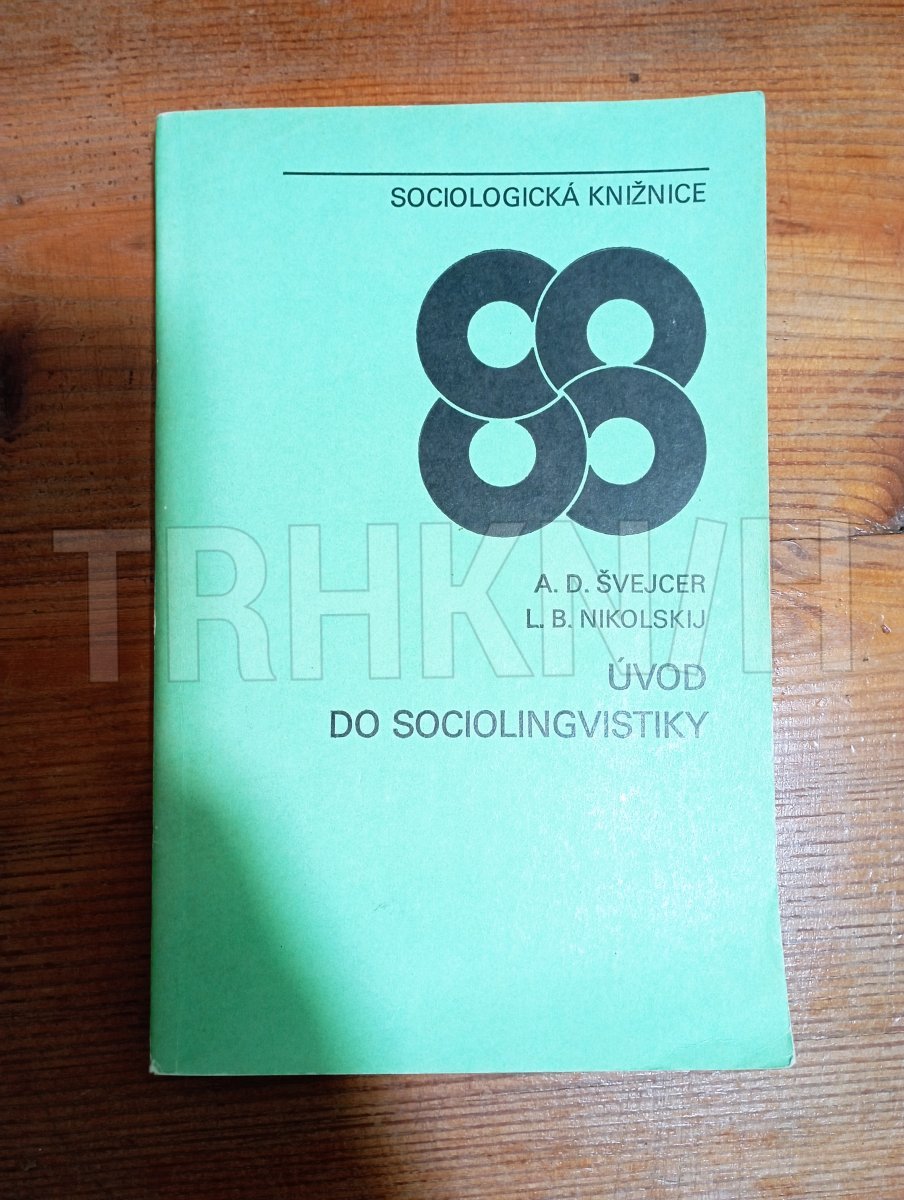 SOCIOLOGICKÁ KNIŽNICE
A. D. ŠVEJCER
L. B. NIKOLSKIJ
TRHKNIH
ÚVOD
DO SOCIOLINGVISTIKY